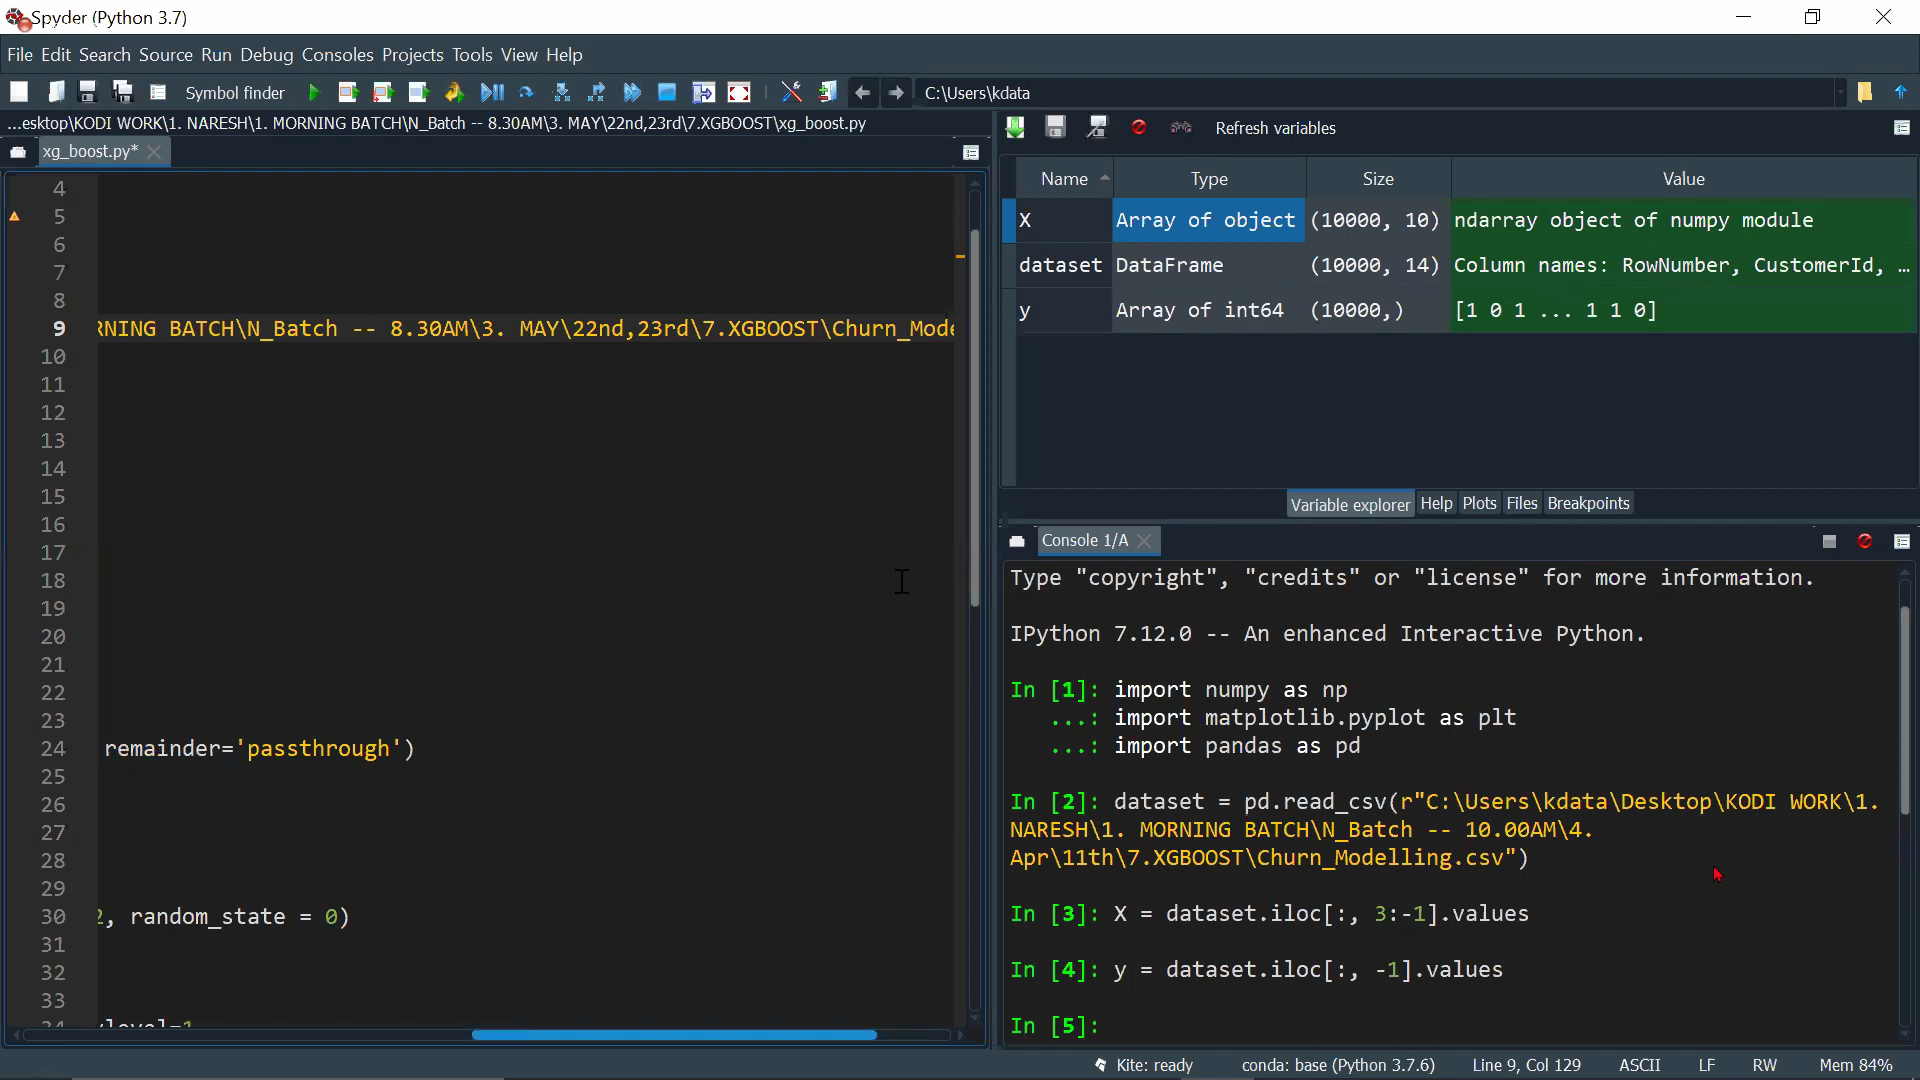 Spyder (Python 3.7)
File Edit Search Source Run Debug Consoles Projects Tools View Help
Symbol finder
C:\Users\kdata
...esktop\KODI WORK\1. NARESH\1. MORNING BATCH\N_Batch -- 8.30AM\3. MAY\22nd,23rd\7.XGBOOST\xg_boost.py
xg_boost.py*
4
5
6
7
8
9 RNING BATCH\N_Batch -- 8.30AM\3. MAY\22nd,23rd\7.XGBOOST\Churn_Mode
10
11
12
13
14
15
16
17
18
19
20
21
22
23
24 remainder='passthrough')
25
26
27
28
29
30 2, random_state = 0)
31
32
33
34 ylevel=1
Refresh variables
Name Type Size Value
X Array of object (10000, 10) ndarray object of numpy module
dataset DataFrame (10000, 14) Column names: RowNumber, CustomerId, ...
y Array of int64 (10000,) [1 0 1 ... 1 1 0]
Variable explorer Help Plots Files Breakpoints
Console 1/A
Type "copyright", "credits" or "license" for more information.
IPython 7.12.0 -- An enhanced Interactive Python.
In [1]: import numpy as np
...: import matplotlib.pyplot as plt
...: import pandas as pd
In [2]: dataset = pd.read_csv(r"C:\Users\kdata\Desktop\KODI WORK\1.
NARESH\1. MORNING BATCH\N_Batch -- 10.00AM\4.
Apr\11th\7.XGBOOST\Churn_Modelling.csv")
In [3]: X = dataset.iloc[:, 3:-1].values
In [4]: y = dataset.iloc[:, -1].values
In [5]:
Kite: ready conda: base (Python 3.7.6) Line 9, Col 129 ASCII LF RW Mem 84%